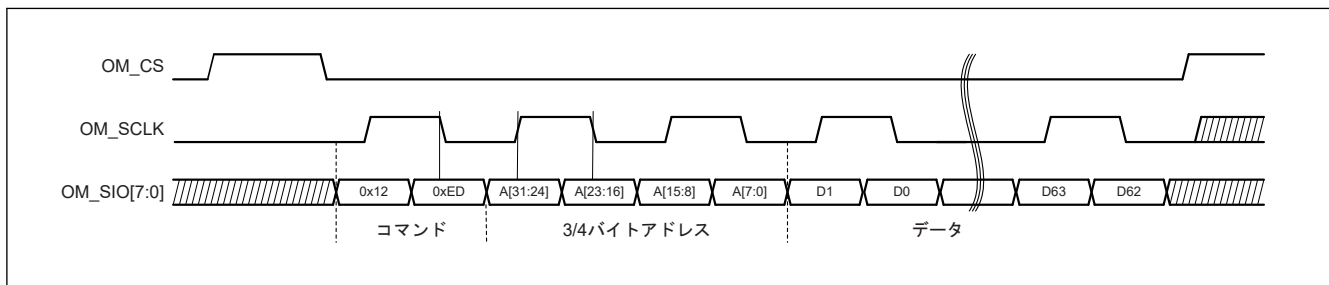 OM_CS
OM_SCLK
OM_SIO[7:0] 0x12 0xED A[31:24] A[23:16] A[15:8] A[7:0] D1 D0 D63 D62
コマンド 3/4バイトアドレス データ